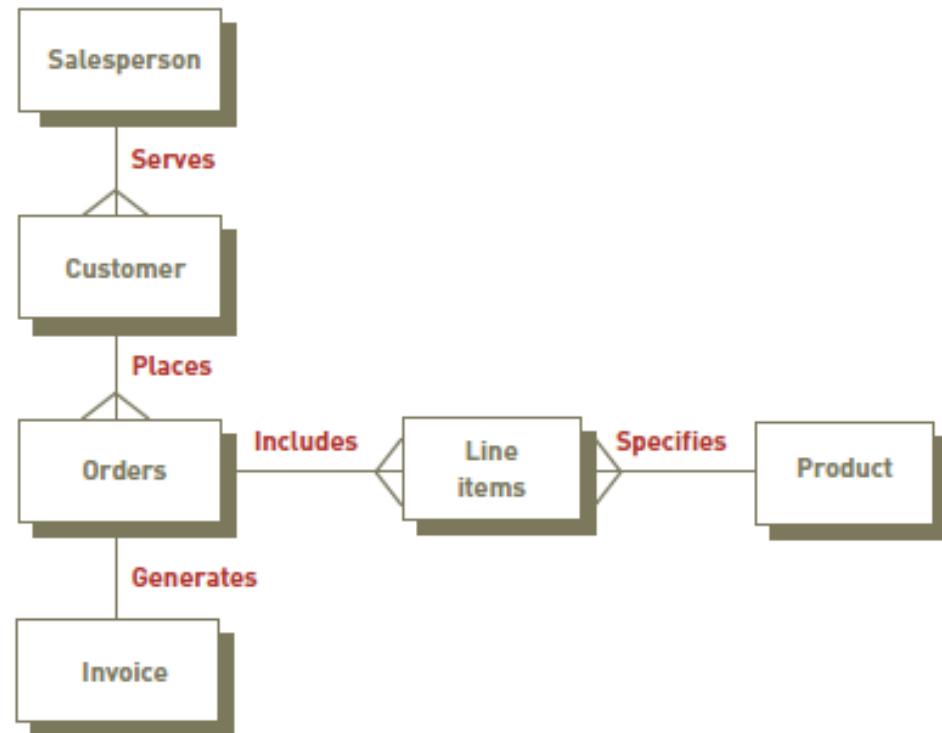 Salesperson
Serves
Customer
Places
Orders
Includes
Line
items
Specifies
Product
Generates
Invoice